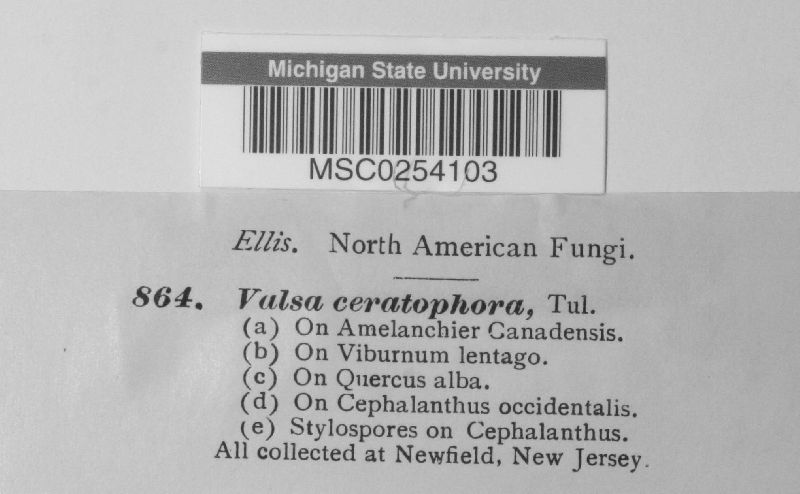 Michigan State University
MSC0254103
Ellis. North American Fungi.
864. Valsa ceratophora, Tul.
(a) On Amelanchier Canadensis.
(b) On Viburnum lentago.
(c) On Quercus alba.
(d) On Cephalanthus occidentalis.
(e) Stylospores on Cephalanthus.
All collected at Newfield, New Jersey.